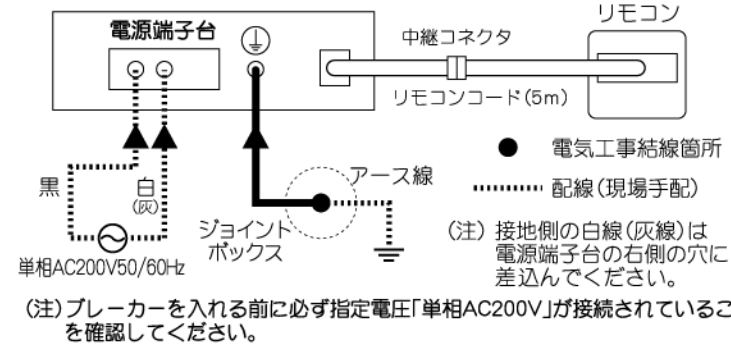 リモコン
電源端子台
中継コネクタ
リモコンコード(5m)
電気工事結線箇所
アース線
黒
白
(灰)
配線(現場手配)
ジョイント
ボックス
単相AC200V50/60Hz
(注) 接地側の白線(灰線)は
電源端子台の右側の穴に
差込んでください。
(注)ブレーカーを入れる前に必ず指定電圧「単相AC200V」が接続されているこ
を確認してください。